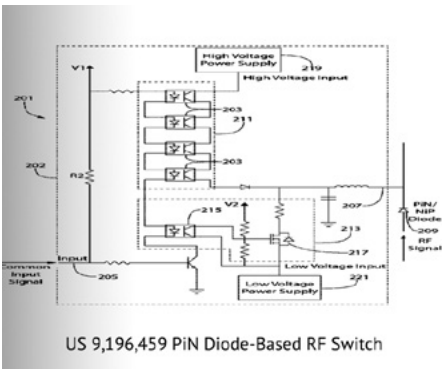 High Voltage
Power Supply
219
V1
High Voltage Input
201
203
211
202
203
R2
215
V2
207
PiN/
NiP
Diode
213
209
217
RF
Signal
Input
Low Voltage Input
Common
Input
Signal
205
Low Voltage
Power Supply
221
US 9,196,459 PiN Diode-Based RF Switch